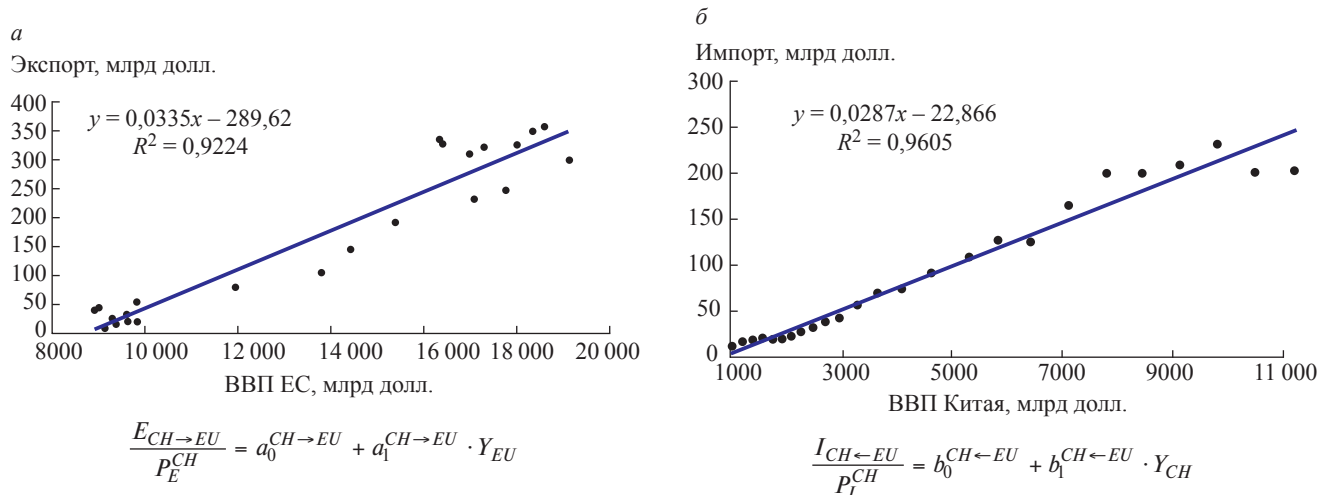 а
Экспорт, млрд долл.
y = 0,0335x – 289,62
R² = 0,9224
400
350
300
250
200
150
100
50
0
8000 10 000 12 000 14 000 16 000 18 000 20 000
ВВП ЕС, млрд долл.
E_{CH→EU} / P_E^{CH} = a_0^{CH→EU} + a_1^{CH→EU} · Y_{EU}
б
Импорт, млрд долл.
y = 0,0287x – 22,866
R² = 0,9605
300
250
200
150
100
50
0
1000 3000 5000 7000 9000 11 000
ВВП Китая, млрд долл.
I_{CH←EU} / P_I^{CH} = b_0^{CH←EU} + b_1^{CH←EU} · Y_{CH}